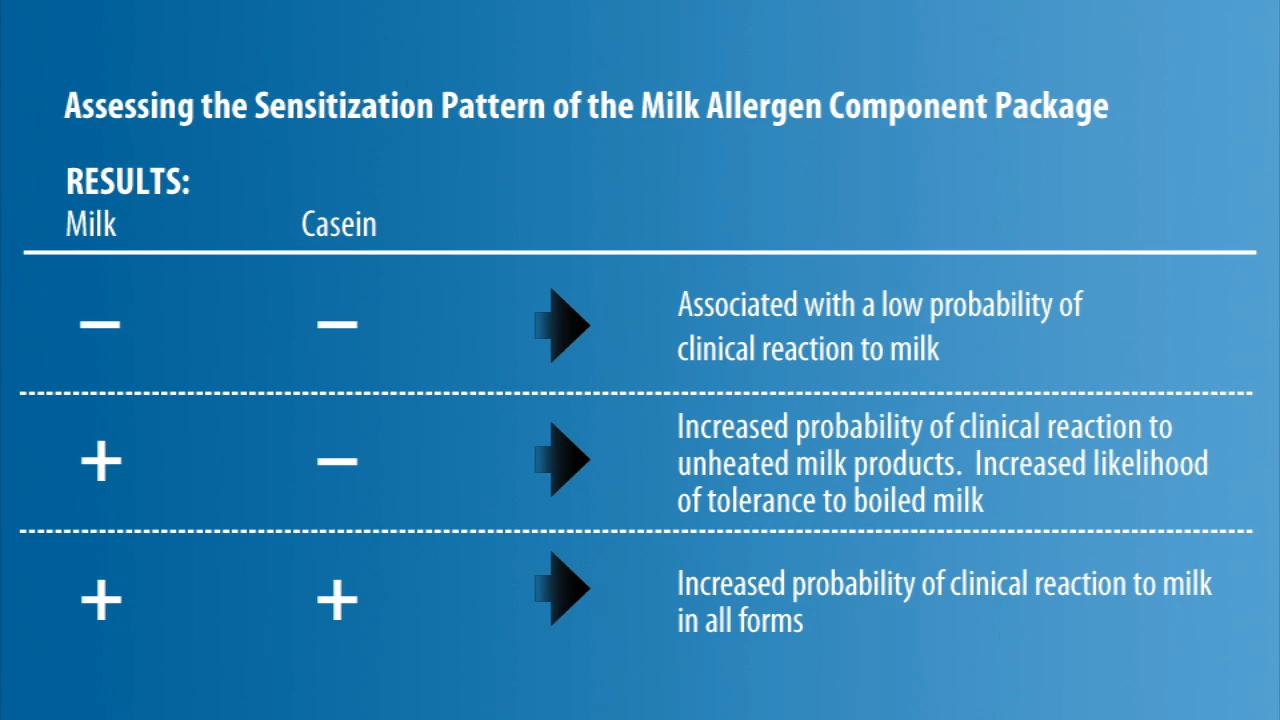 Assessing the Sensitization Pattern of the Milk Allergen Component Package
RESULTS:
Milk Casein
− − Associated with a low probability of
clinical reaction to milk
+ − Increased probability of clinical reaction to
unheated milk products. Increased likelihood
of tolerance to boiled milk
+ + Increased probability of clinical reaction to milk
in all forms